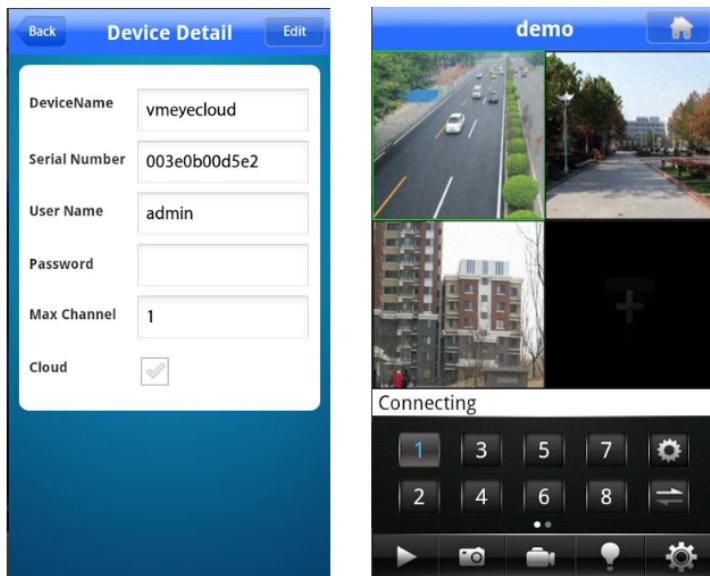 Back Device Detail Edit
DeviceName vmeyecloud
Serial Number 003e0b00d5e2
User Name admin
Password
Max Channel 1
Cloud
demo
Connecting
1 3 5 7
2 4 6 8